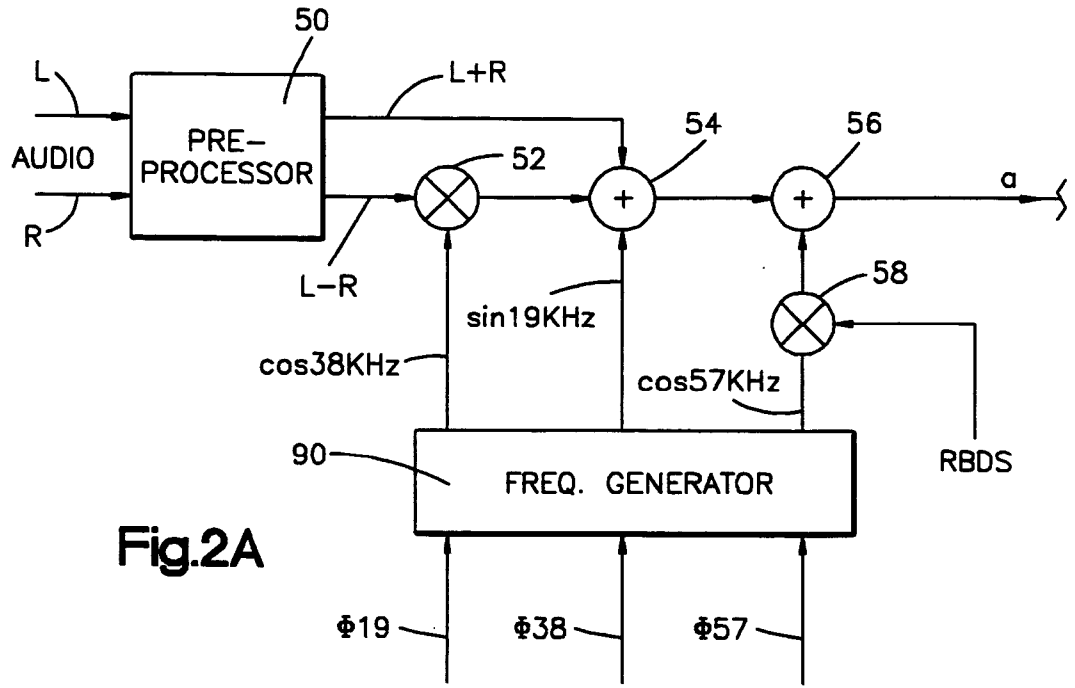 50
L
L+R
PRE-
PROCESSOR
AUDIO
52
54
56
a
R
L-R
58
sin19KHz
cos38KHz
cos57KHz
90
FREQ. GENERATOR
RBDS
Fig.2A
Φ19
Φ38
Φ57
+
+